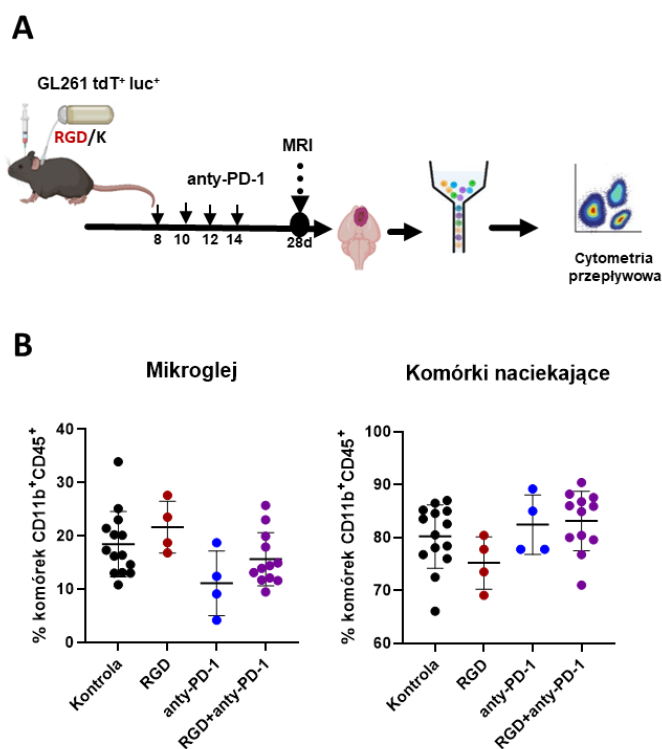 A
GL261 tdT⁺ luc⁺
RGD/K
anty-PD-1
MRI
8 10 12 14 28d
Cytometria
przepływowa
B
Mikroglej
% komórek CD11b⁺CD45⁺
40
30
20
10
0
Kontrola
RGD
anty-PD-1
RGD+anty-PD-1
Komórki naciekające
% komórek CD11b⁺CD45⁺
100
90
80
70
60
Kontrola
RGD
anty-PD-1
RGD+anty-PD-1